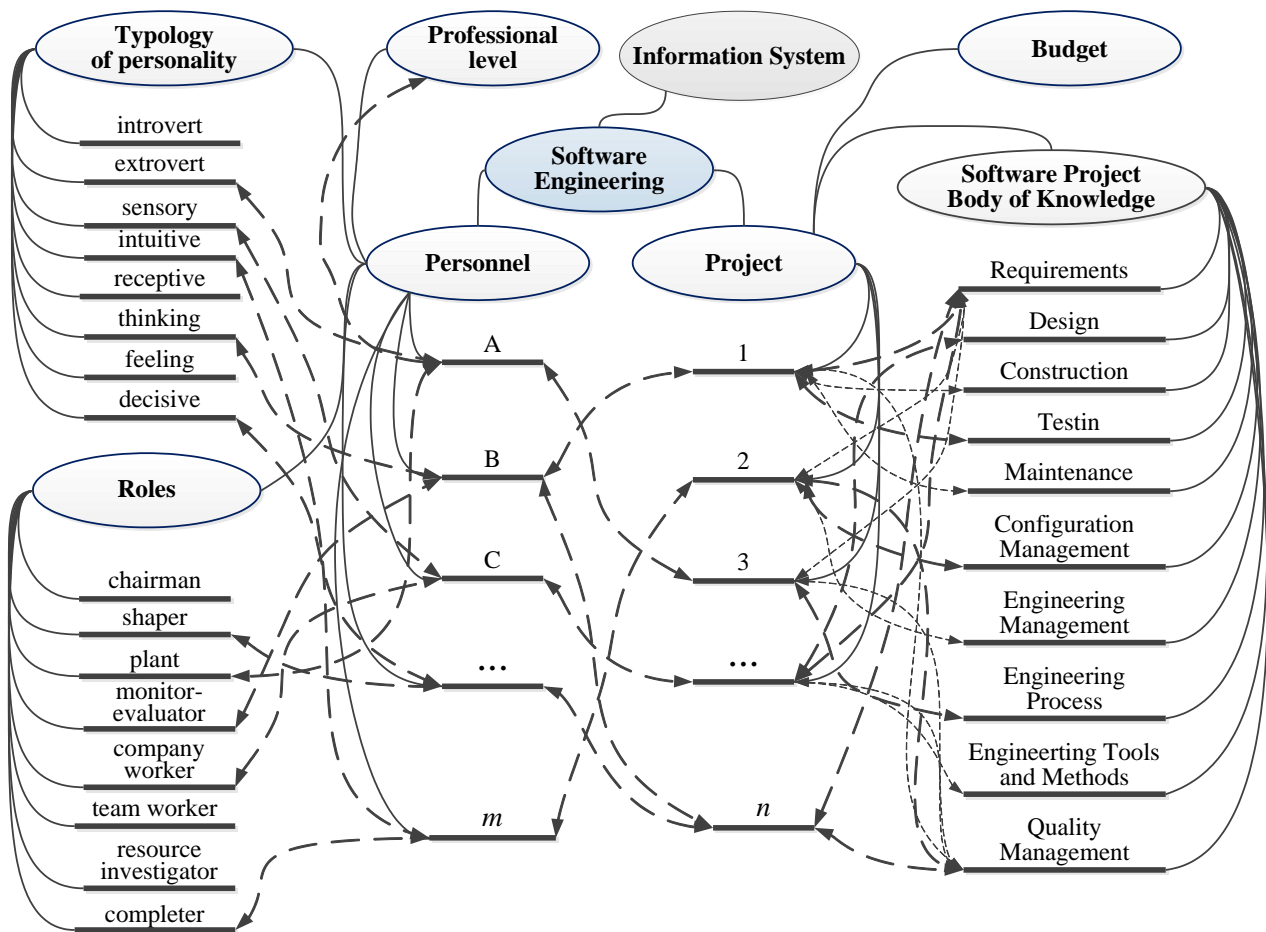 Typology
of personality
Professional
level
Information System
Budget
Software
Engineering
Software Project
Body of Knowledge
Personnel
Project
introvert
extrovert
sensory
intuitive
receptive
thinking
feeling
decisive
Roles
chairman
shaper
plant
monitor-
evaluator
company
worker
team worker
resource
investigator
completer
A
B
C
...
m
1
2
3
...
n
Requirements
Design
Construction
Testin
Maintenance
Configuration
Management
Engineering
Management
Engineering
Process
Engineerting Tools
and Methods
Quality
Management